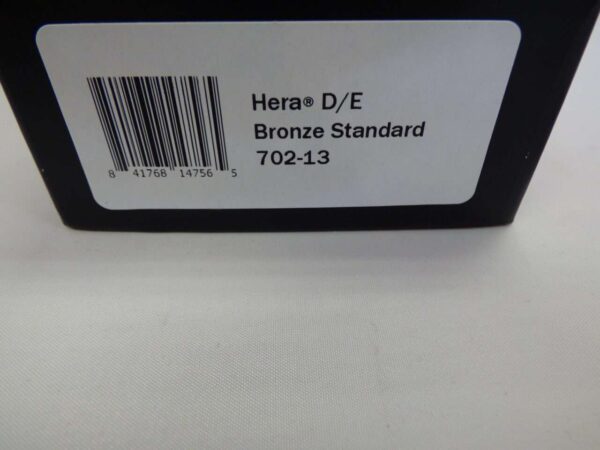 Hera® D/E
Bronze Standard
702-13
8 41768 14756 5